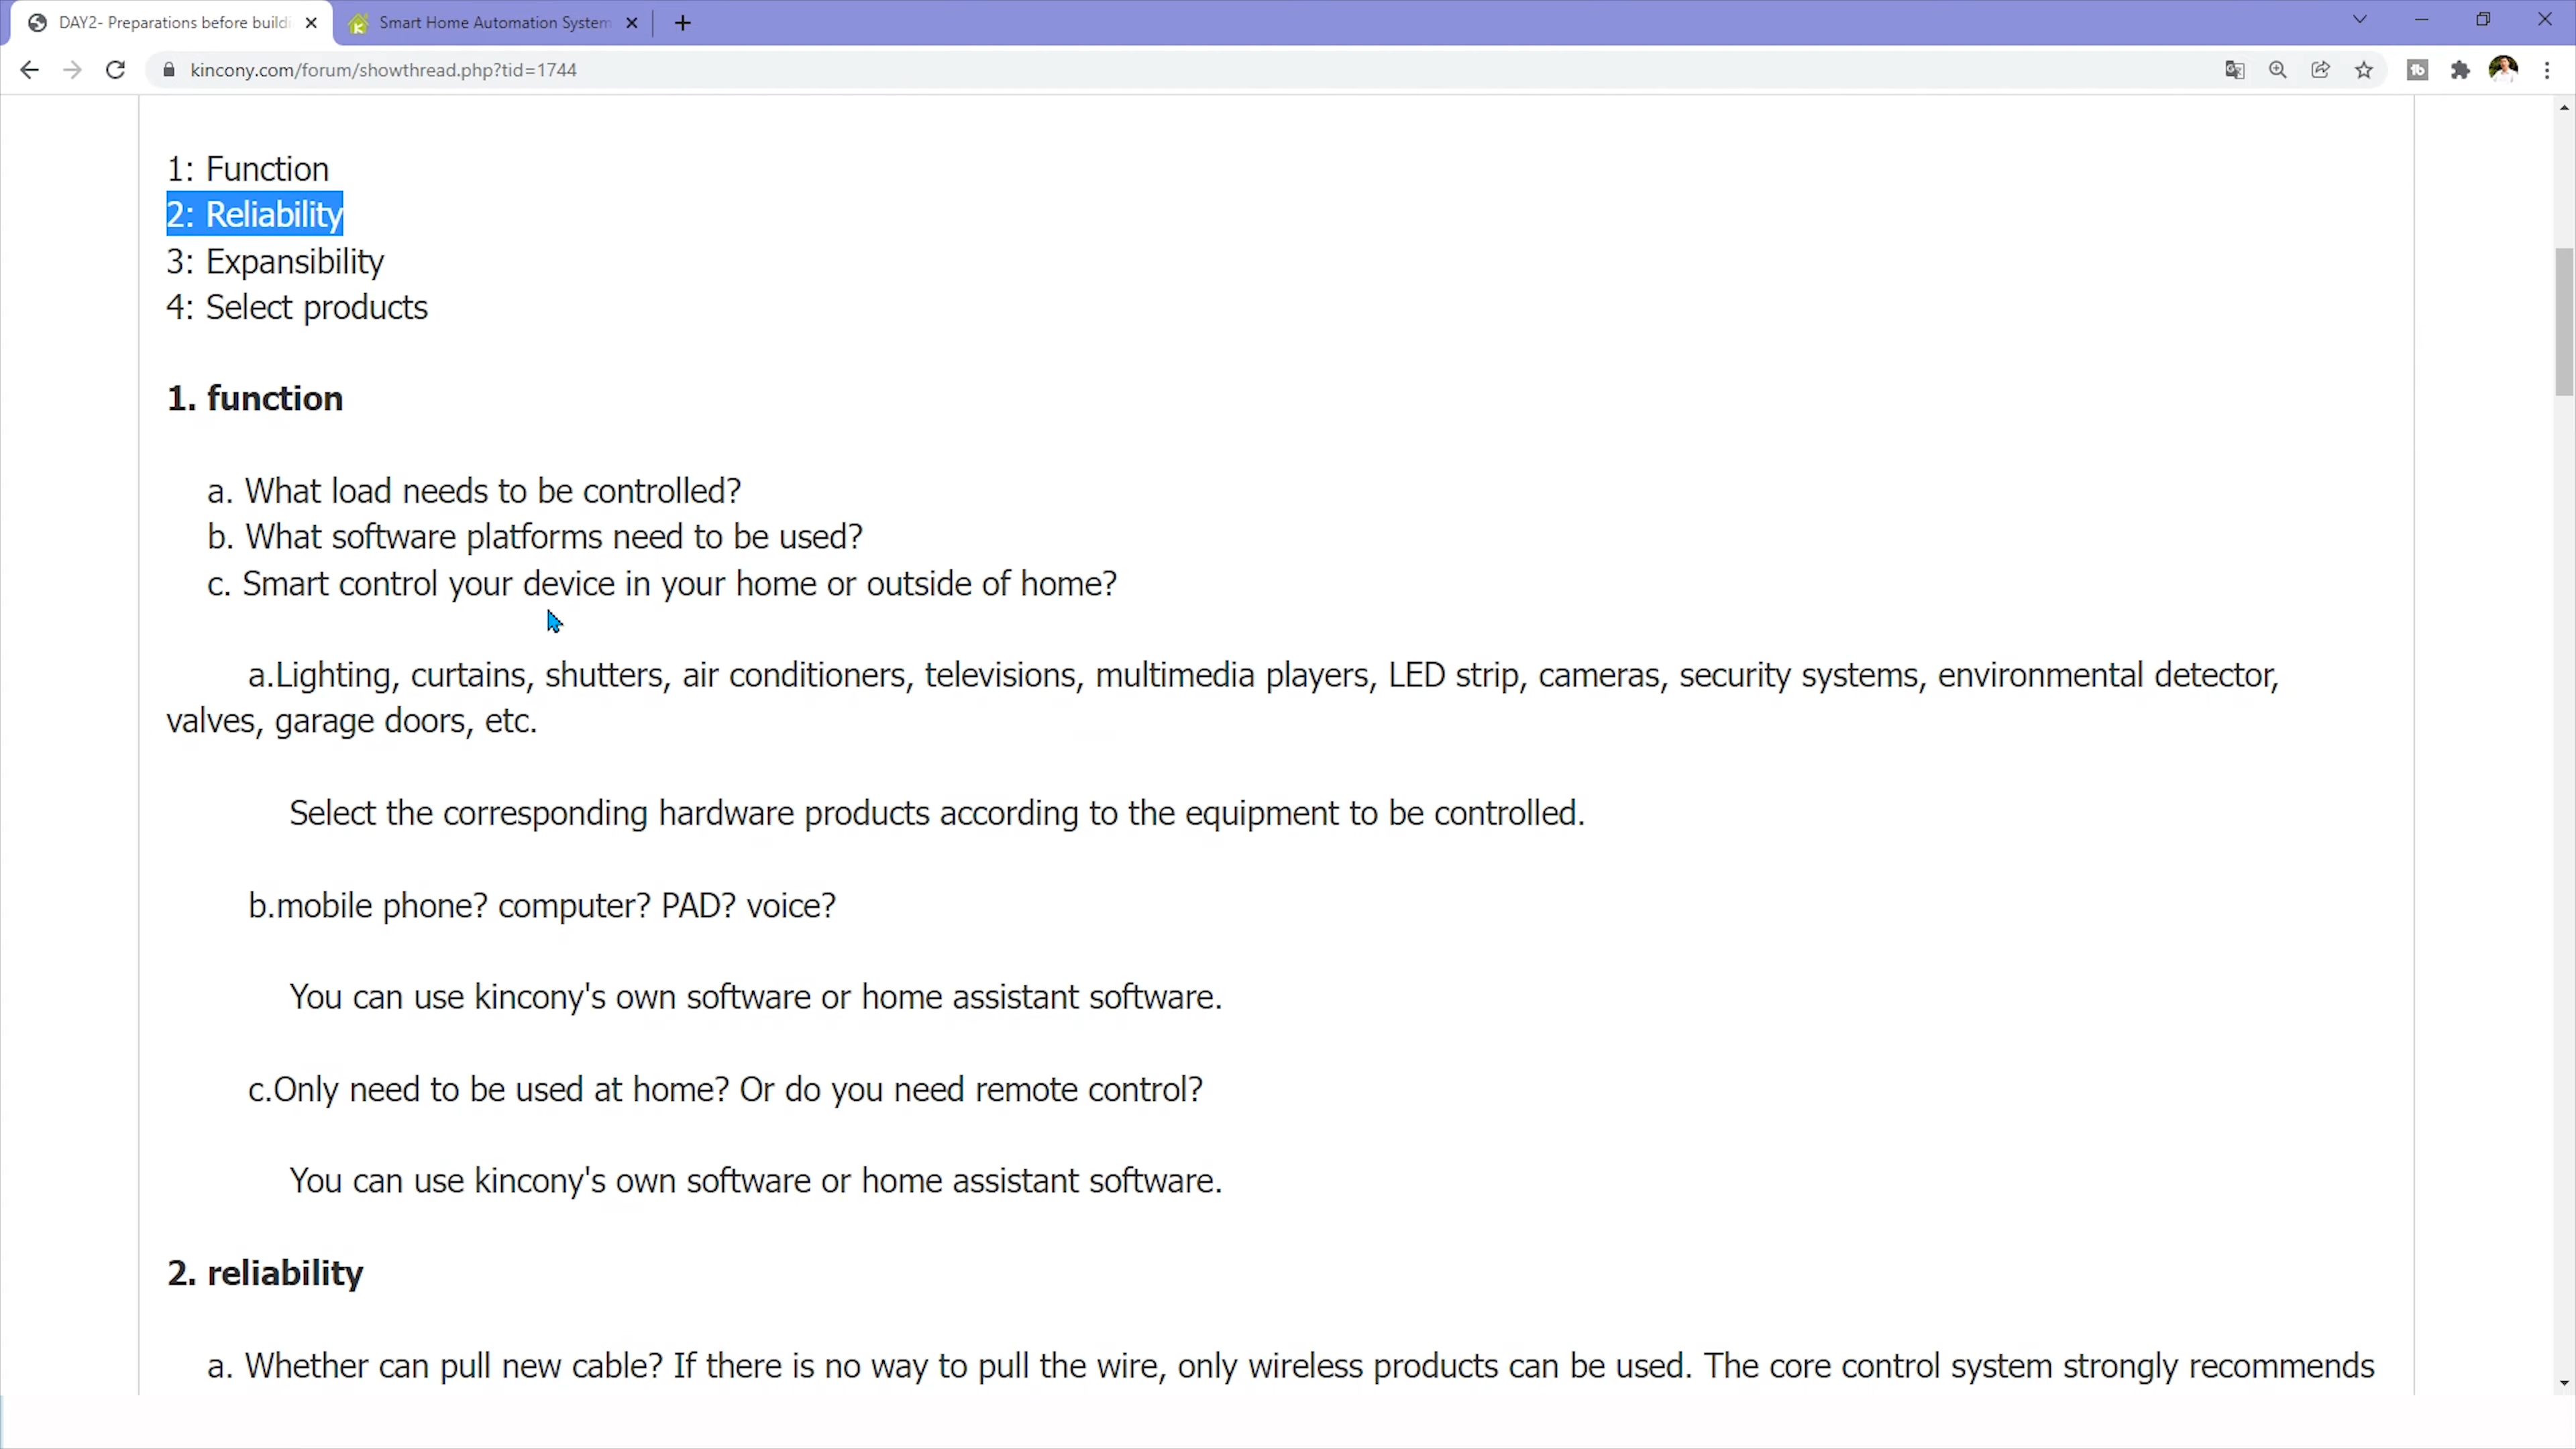 DAY2- Preparations before buildi
Smart Home Automation System
kincony.com/forum/showthread.php?tid=1744
1: Function
2: Reliability
3: Expansibility
4: Select products
1. function
a. What load needs to be controlled?
b. What software platforms need to be used?
c. Smart control your device in your home or outside of home?
a.Lighting, curtains, shutters, air conditioners, televisions, multimedia players, LED strip, cameras, security systems, environmental detector,
valves, garage doors, etc.
Select the corresponding hardware products according to the equipment to be controlled.
b.mobile phone? computer? PAD? voice?
You can use kincony's own software or home assistant software.
c.Only need to be used at home? Or do you need remote control?
You can use kincony's own software or home assistant software.
2. reliability
a. Whether can pull new cable? If there is no way to pull the wire, only wireless products can be used. The core control system strongly recommends